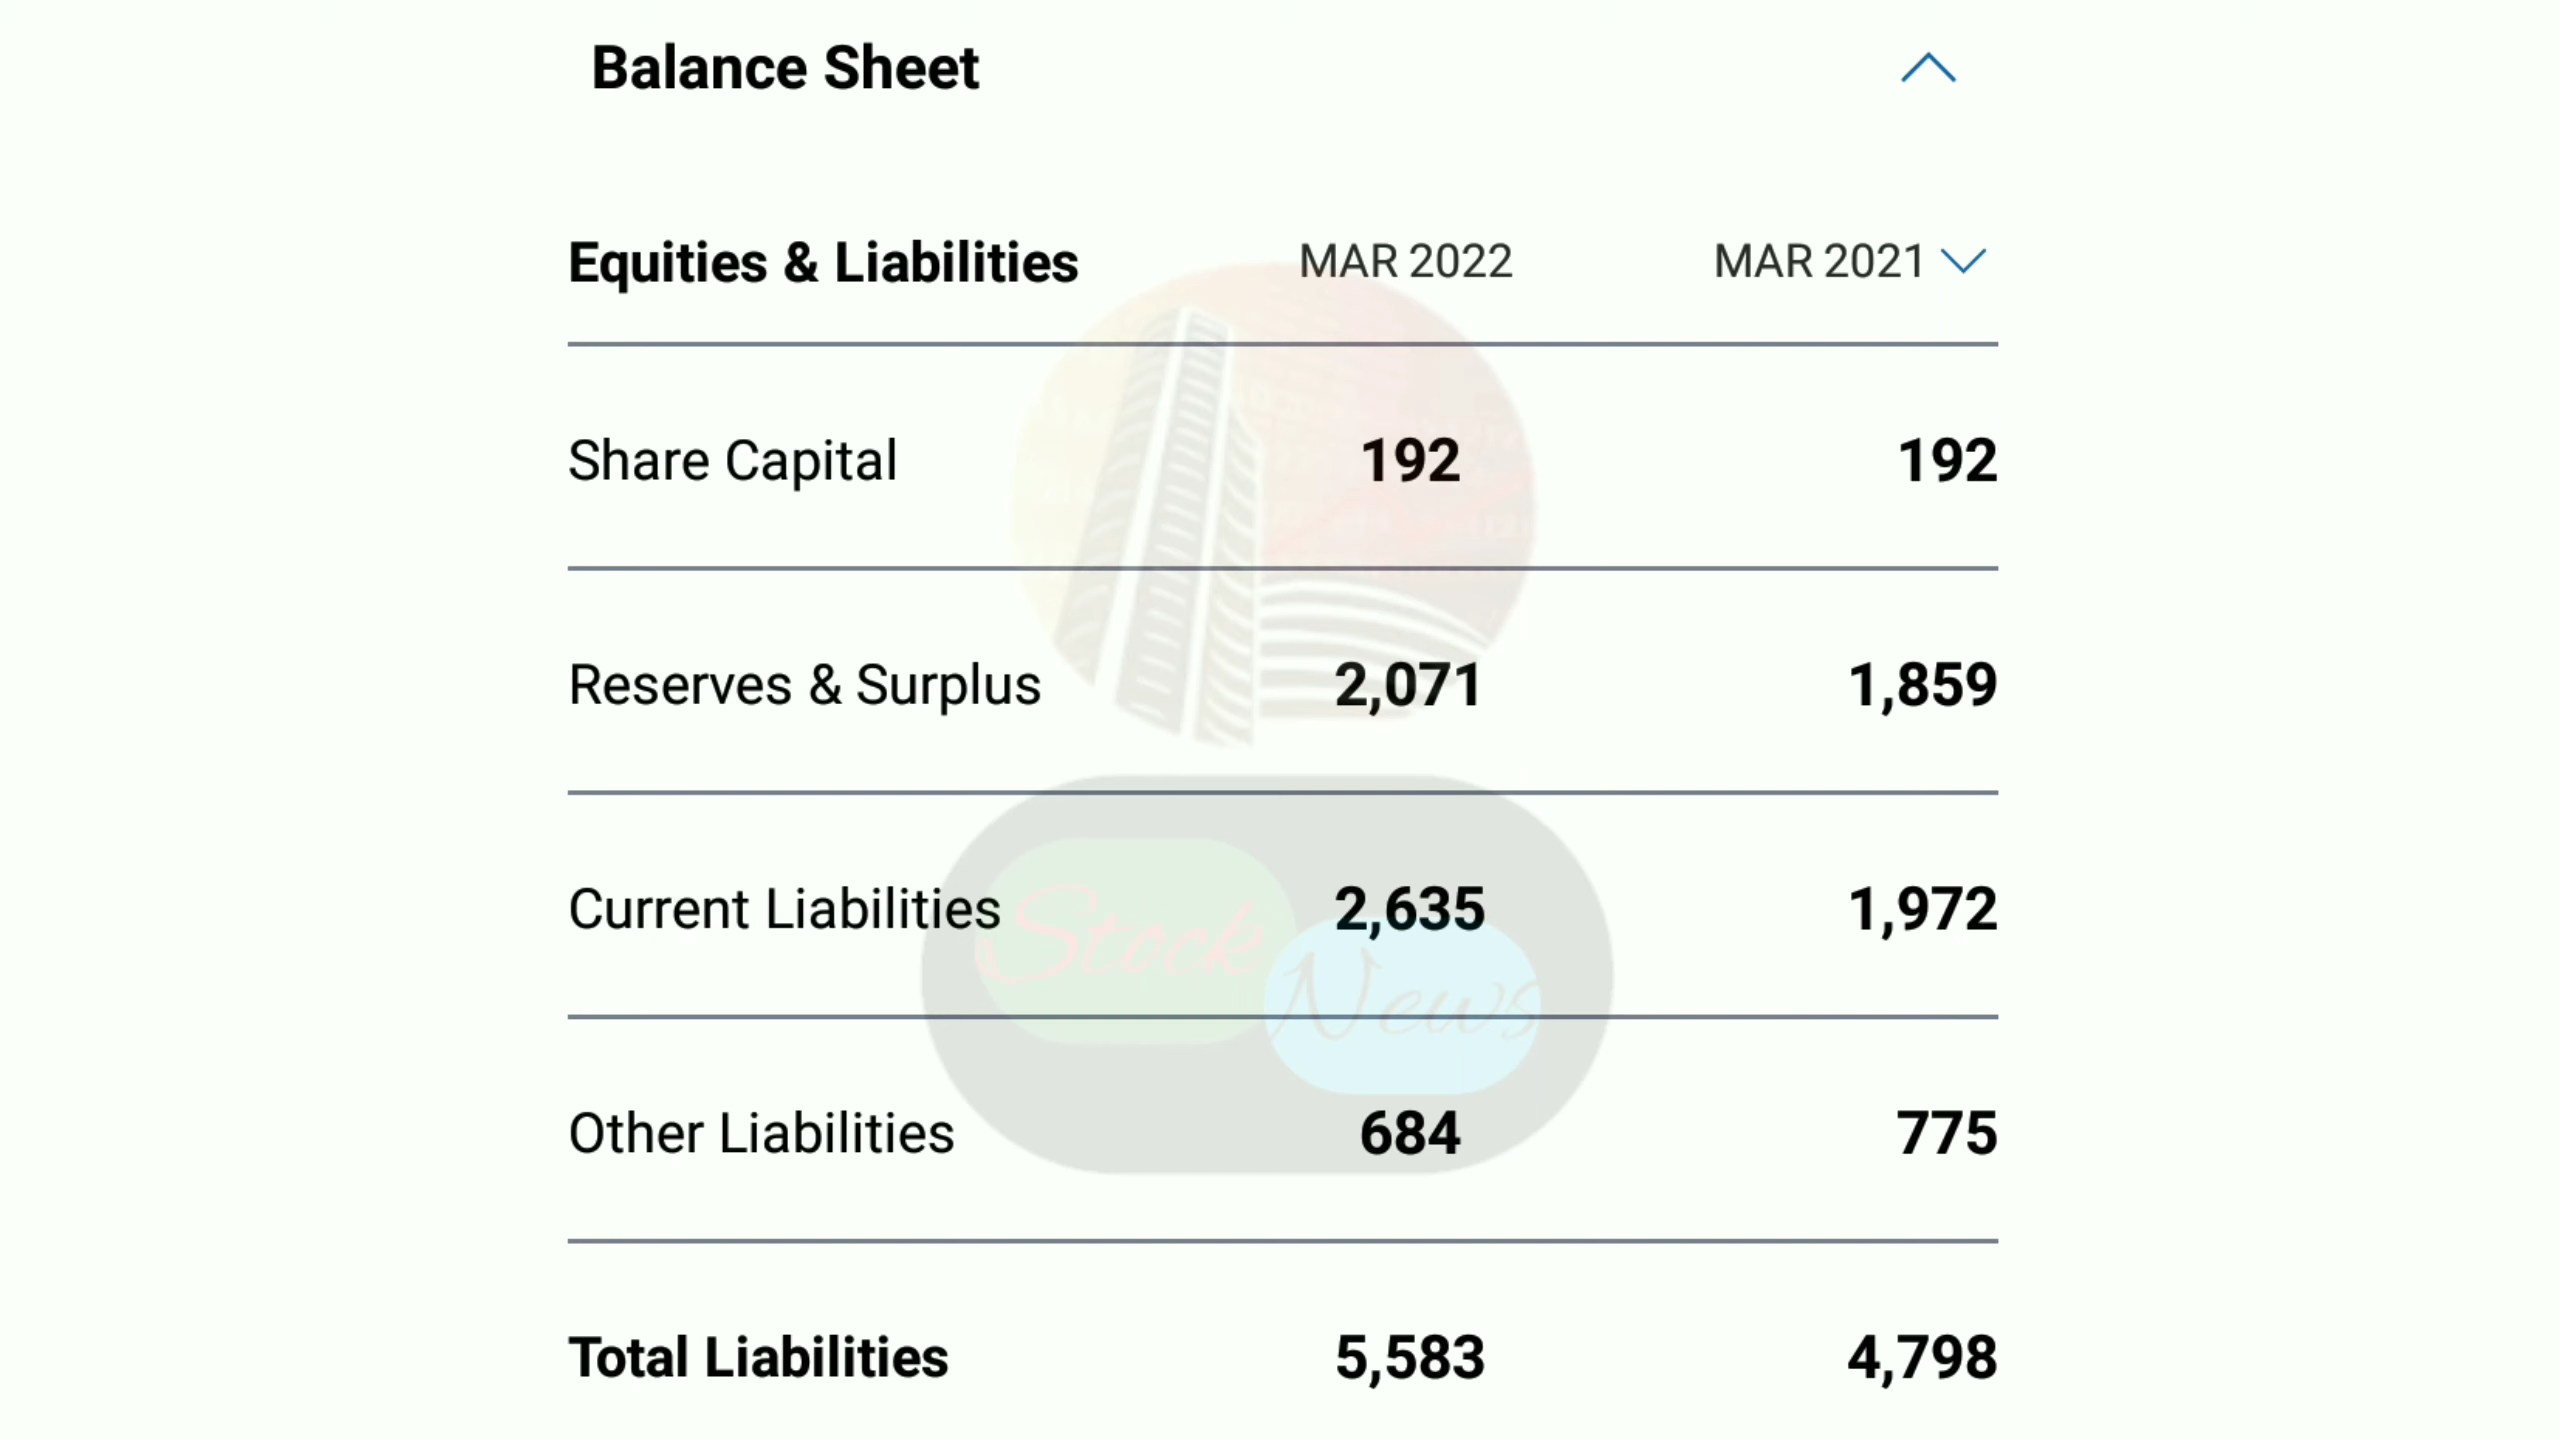 Balance Sheet
Equities & Liabilities MAR 2022 MAR 2021
Share Capital 192 192
Reserves & Surplus 2,071 1,859
Current Liabilities 2,635 1,972
Other Liabilities 684 775
Total Liabilities 5,583 4,798
Stock
News